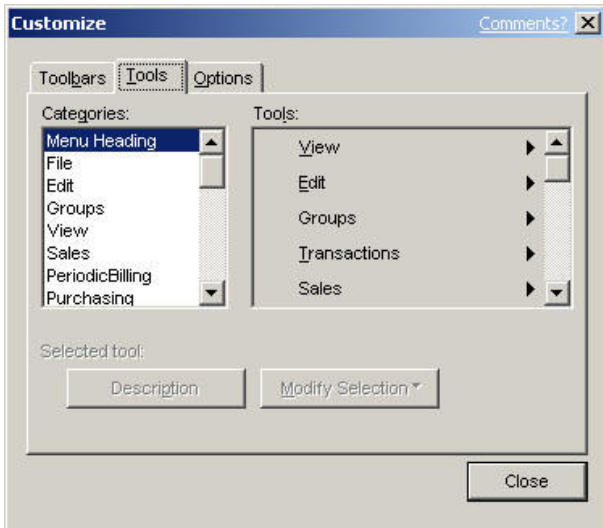 Customize Comments?
Toolbars Tools Options
Categories: Tools:
Menu Heading
File
Edit
Groups
View
Sales
PeriodicBilling
Purchasing
View
Edit
Groups
Transactions
Sales
Selected tool:
Description Modify Selection
Close